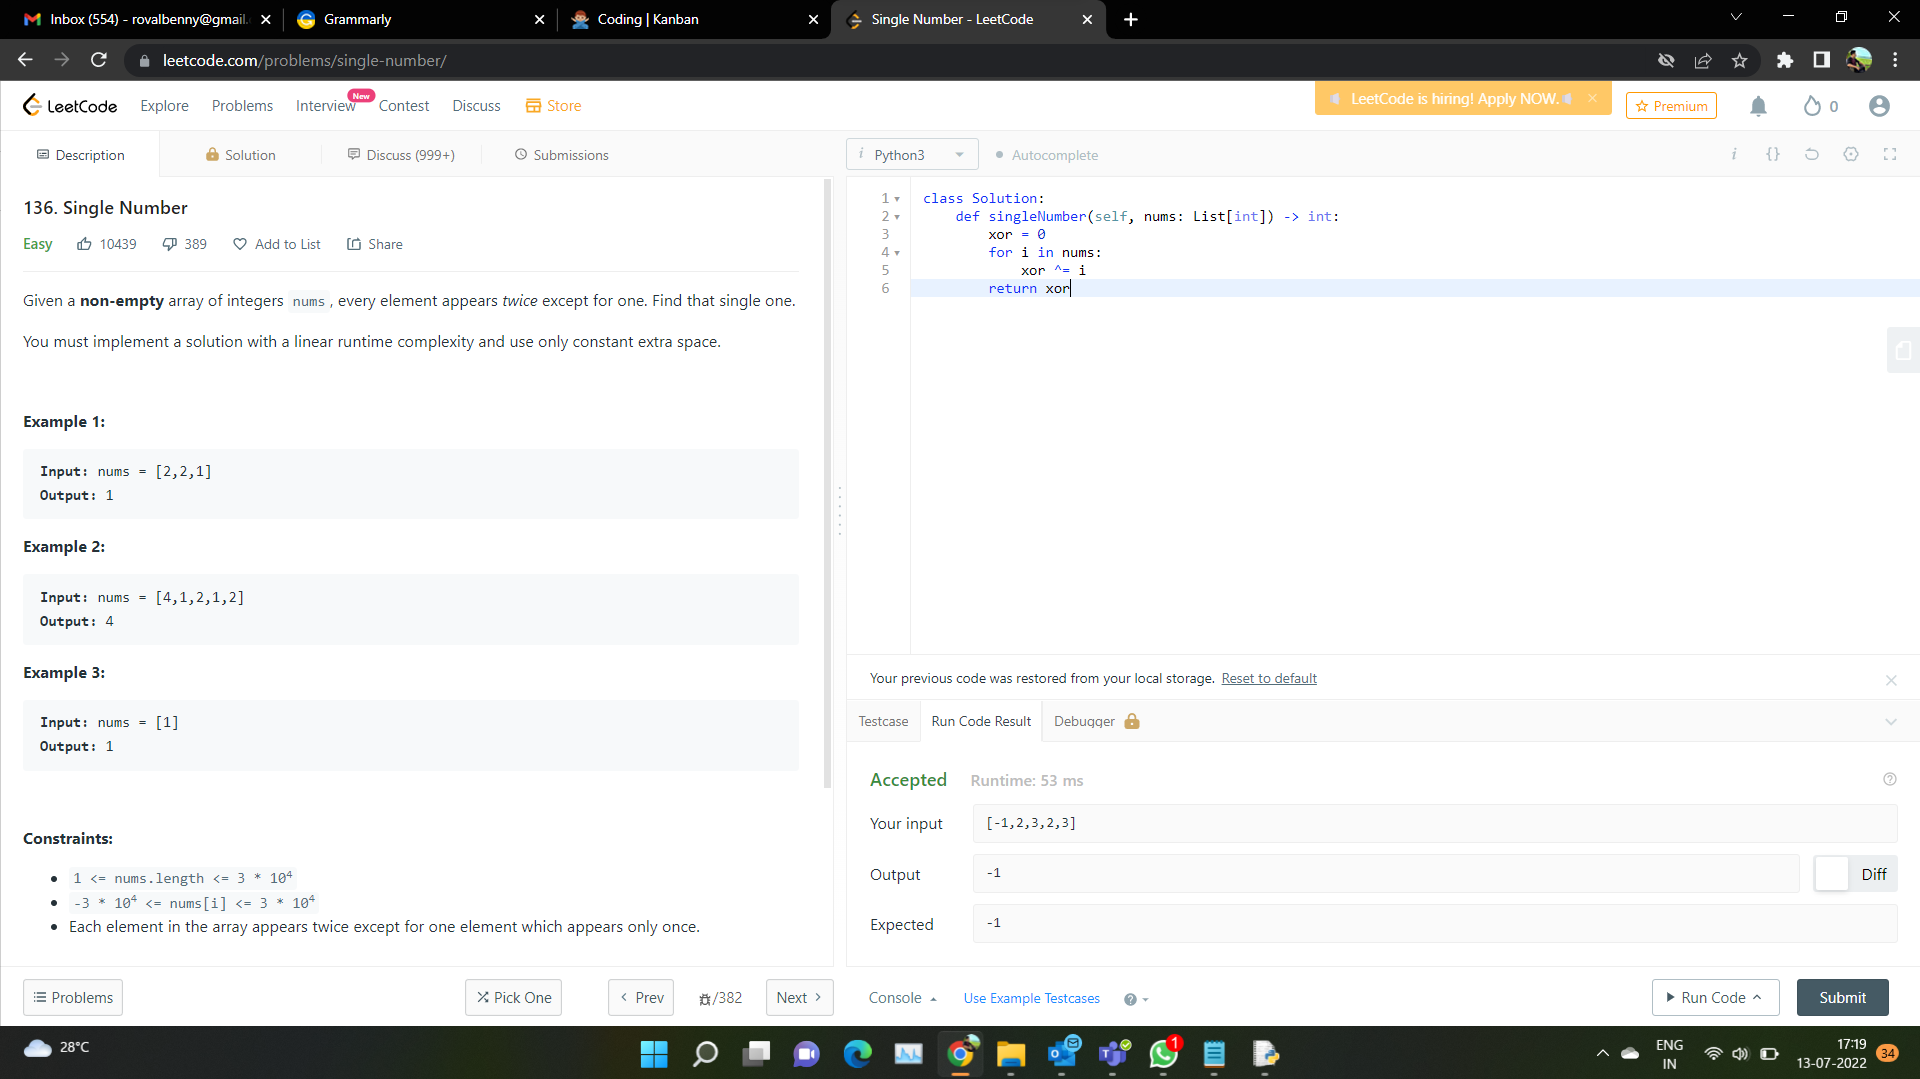 Inbox (554) - rovalbenny@gmail.
Grammarly
Coding | Kanban
Single Number - LeetCode
leetcode.com/problems/single-number/
LeetCode
Explore
Problems
Interview
New
Contest
Discuss
Store
LeetCode is hiring! Apply NOW.
Premium
0
Description
Solution
Discuss (999+)
Submissions
i Python3
Autocomplete
i {}
136. Single Number
Easy 10439 389 Add to List Share
Given a non-empty array of integers nums , every element appears twice except for one. Find that single one.
You must implement a solution with a linear runtime complexity and use only constant extra space.
Example 1:
Input: nums = [2,2,1]
Output: 1
Example 2:
Input: nums = [4,1,2,1,2]
Output: 4
Example 3:
Input: nums = [1]
Output: 1
Constraints:
1 <= nums.length <= 3 * 10⁴
-3 * 10⁴ <= nums[i] <= 3 * 10⁴
Each element in the array appears twice except for one element which appears only once.
Problems
Pick One
Prev
/382
Next
1 class Solution:
2 def singleNumber(self, nums: List[int]) -> int:
3 xor = 0
4 for i in nums:
5 xor ^= i
6 return xor
Your previous code was restored from your local storage. Reset to default
Testcase
Run Code Result
Debugger
Accepted Runtime: 53 ms
Your input [-1,2,3,2,3]
Output -1
Diff
Expected -1
Console
Use Example Testcases
Run Code
Submit
28°C
1
ENG
IN
17:19
13-07-2022
34